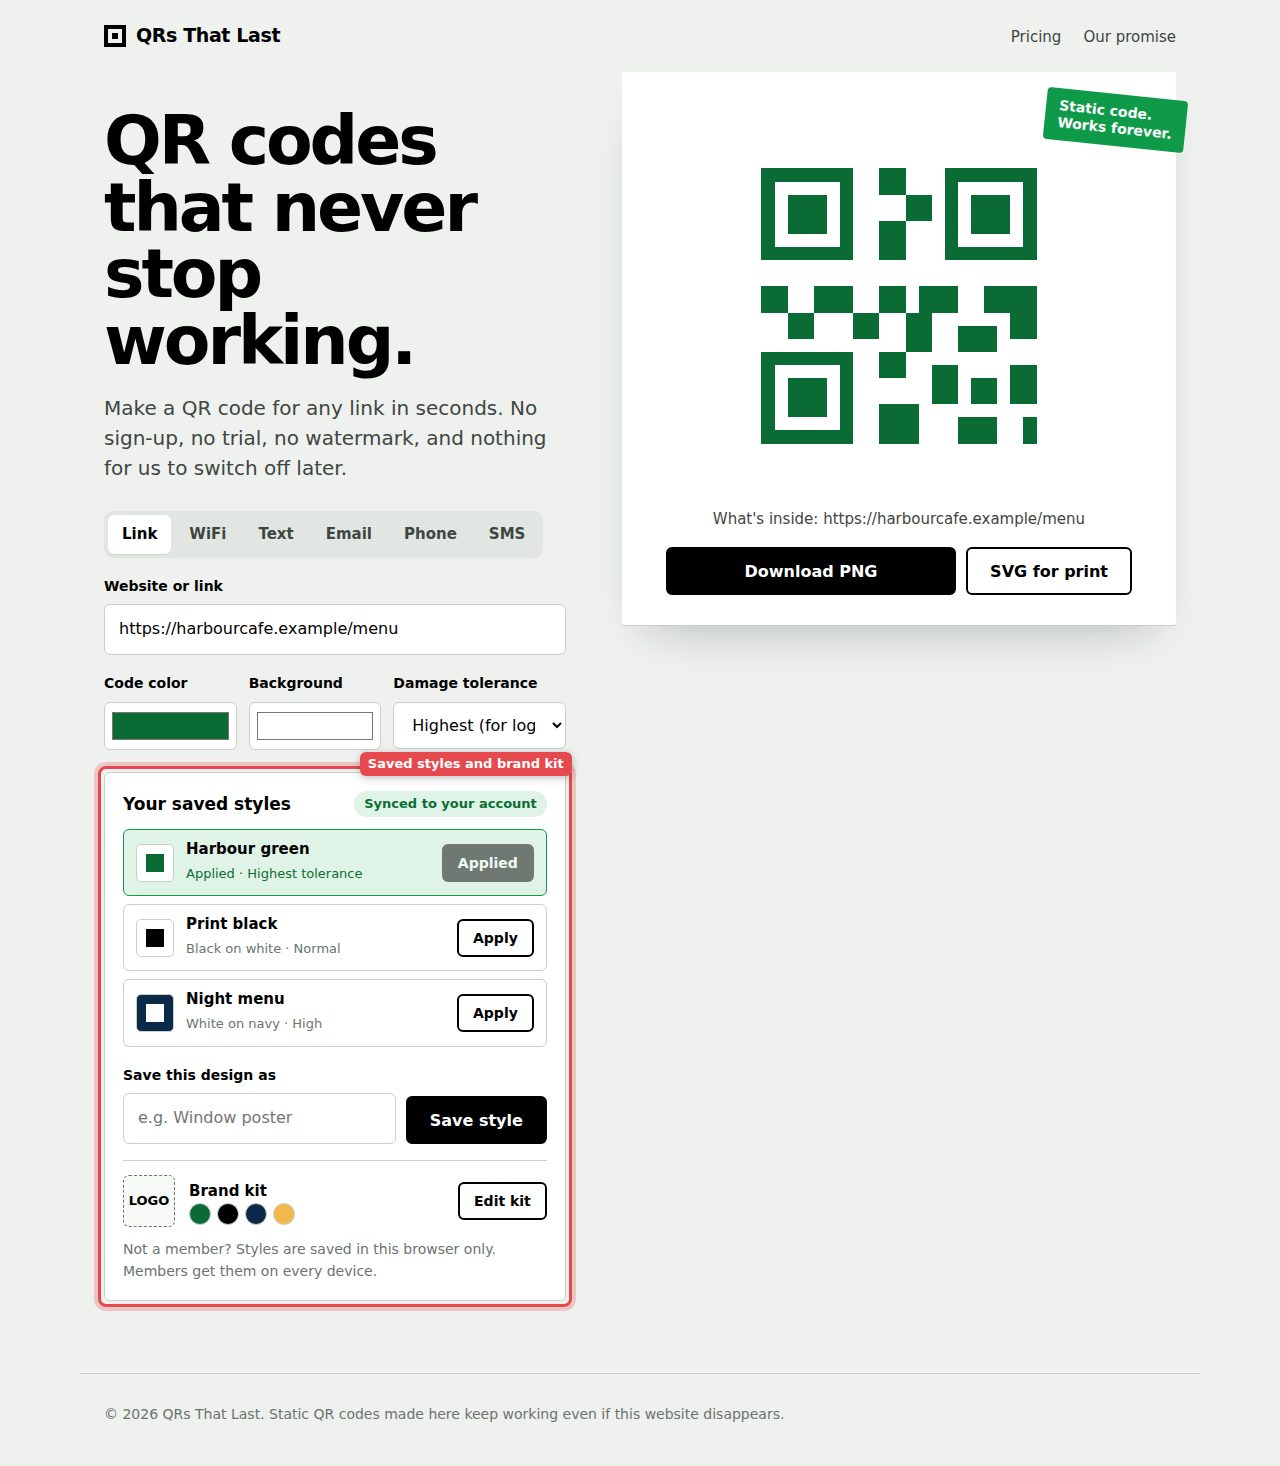 QRs That Last
Pricing
Our promise
QR codes
that never
stop
working.
Make a QR code for any link in seconds. No
sign-up, no trial, no watermark, and nothing
for us to switch off later.
Link
WiFi
Text
Email
Phone
SMS
Website or link
https://harbourcafe.example/menu
Code color
Background
Damage tolerance
Highest (for log
Saved styles and brand kit
Your saved styles
Synced to your account
Harbour green
Applied · Highest tolerance
Applied
Print black
Black on white · Normal
Apply
Night menu
White on navy · High
Apply
Save this design as
e.g. Window poster
Save style
LOGO
Brand kit
Edit kit
Not a member? Styles are saved in this browser only.
Members get them on every device.
Static code.
Works forever.
What's inside: https://harbourcafe.example/menu
Download PNG
SVG for print
© 2026 QRs That Last. Static QR codes made here keep working even if this website disappears.